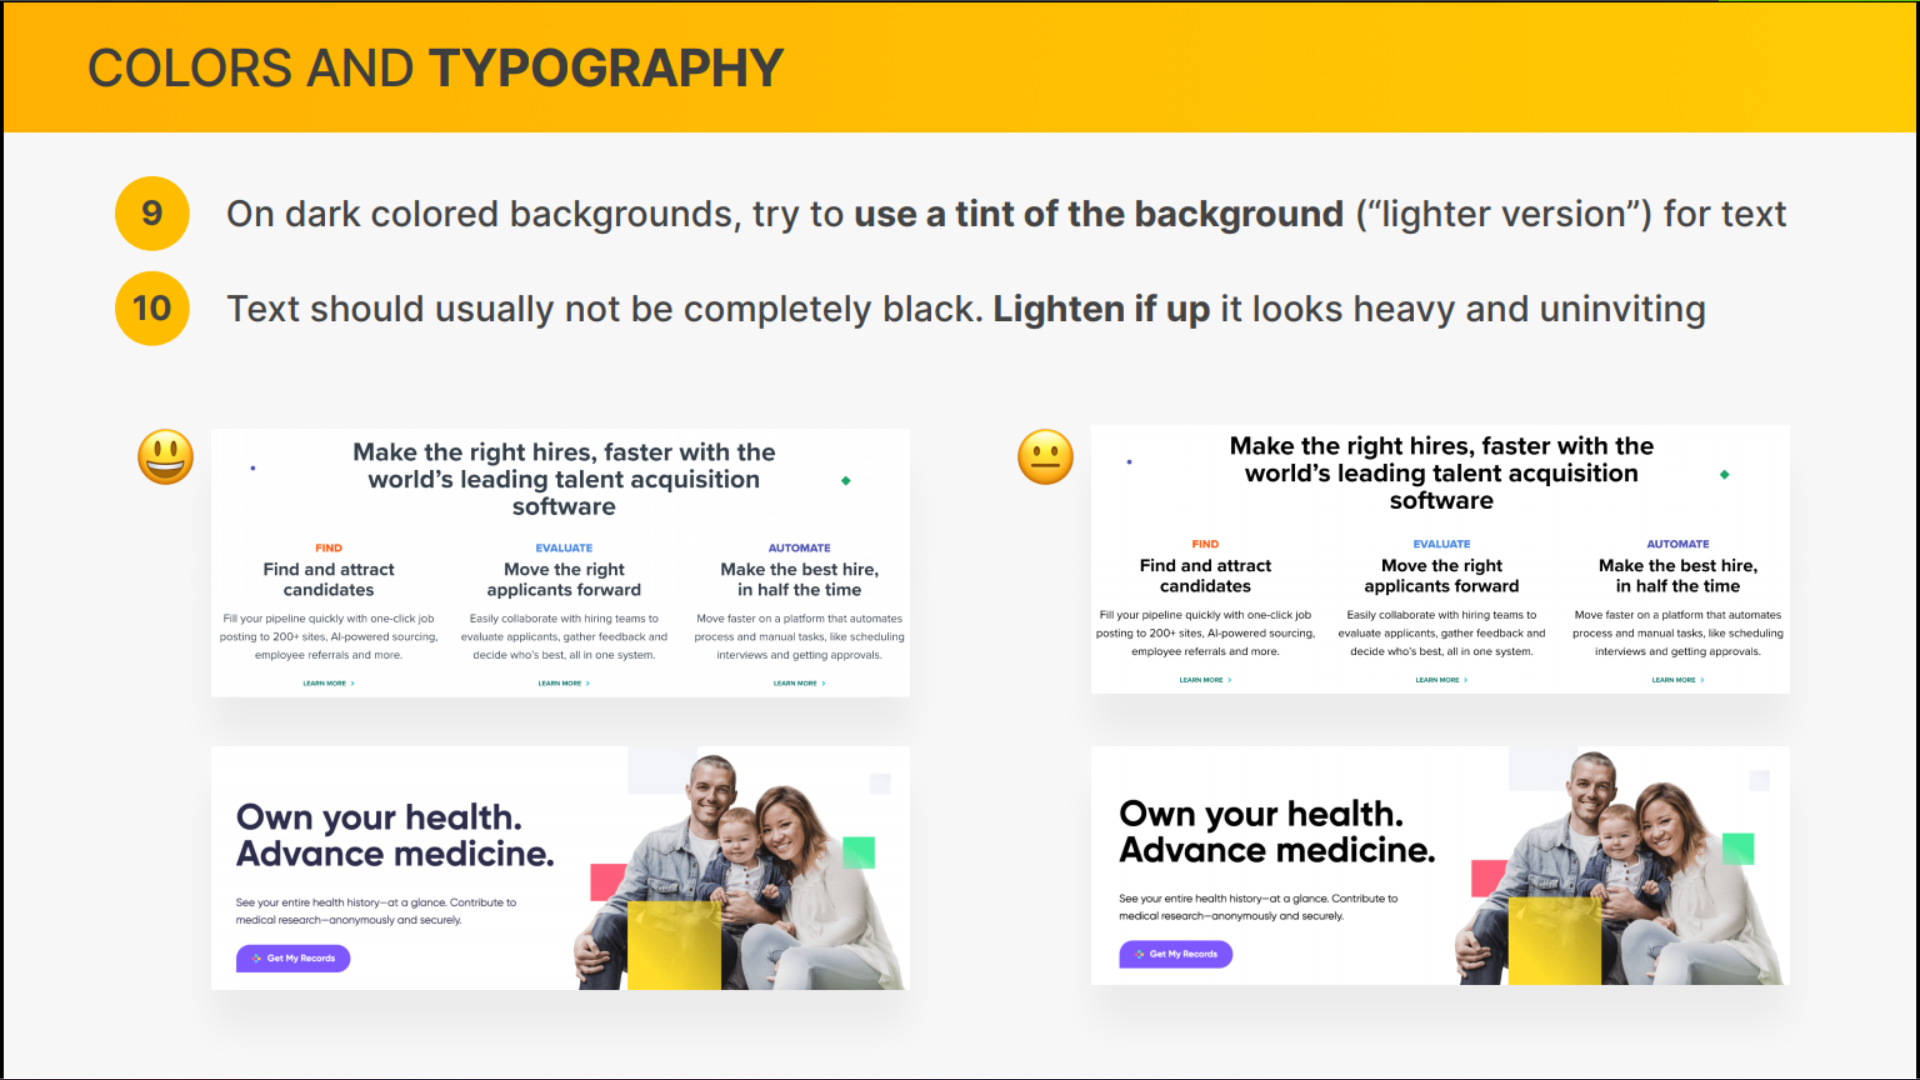 COLORS AND TYPOGRAPHY
9
On dark colored backgrounds, try to use a tint of the background (“lighter version”) for text
10
Text should usually not be completely black. Lighten if up it looks heavy and uninviting
Make the right hires, faster with the
world’s leading talent acquisition
software
FIND
Find and attract
candidates
Fill your pipeline quickly with one-click job
posting to 200+ sites, AI-powered sourcing,
employee referrals and more.
LEARN MORE >
EVALUATE
Move the right
applicants forward
Easily collaborate with hiring teams to
evaluate applicants, gather feedback and
decide who’s best, all in one system.
LEARN MORE >
AUTOMATE
Make the best hire,
in half the time
Move faster on a platform that automates
process and manual tasks, like scheduling
interviews and getting approvals.
LEARN MORE >
Make the right hires, faster with the
world’s leading talent acquisition
software
FIND
Find and attract
candidates
Fill your pipeline quickly with one-click job
posting to 200+ sites, AI-powered sourcing,
employee referrals and more.
LEARN MORE >
EVALUATE
Move the right
applicants forward
Easily collaborate with hiring teams to
evaluate applicants, gather feedback and
decide who’s best, all in one system.
LEARN MORE >
AUTOMATE
Make the best hire,
in half the time
Move faster on a platform that automates
process and manual tasks, like scheduling
interviews and getting approvals.
LEARN MORE >
Own your health.
Advance medicine.
See your entire health history—at a glance. Contribute to
medical research—anonymously and securely.
Get My Records
Own your health.
Advance medicine.
See your entire health history—at a glance. Contribute to
medical research—anonymously and securely.
Get My Records